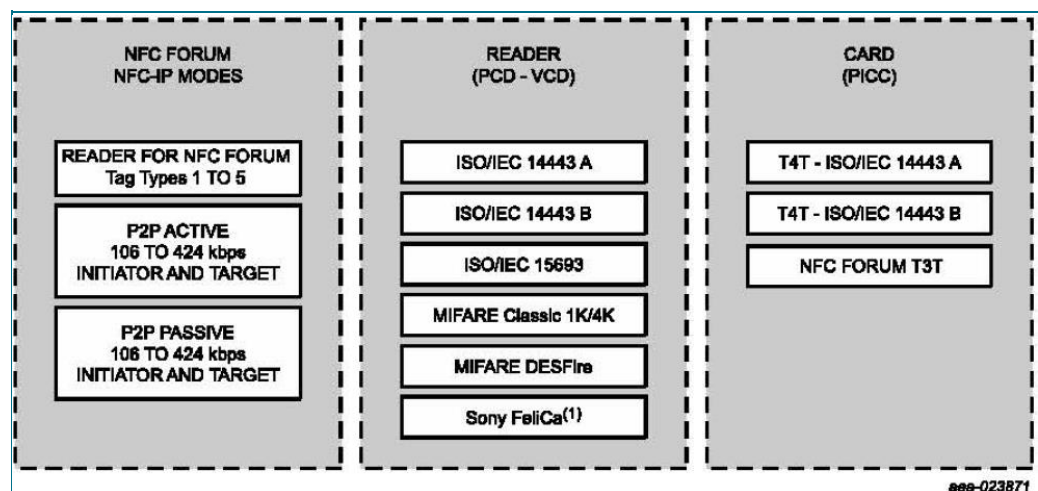 NFC FORUM
NFC-IP MODES
READER FOR NFC FORUM
Tag Types 1 TO 5
P2P ACTIVE
106 TO 424 kbps
INITIATOR AND TARGET
P2P PASSIVE
106 TO 424 kbps
INITIATOR AND TARGET
READER
(PCD - VCD)
ISO/IEC 14443 A
ISO/IEC 14443 B
ISO/IEC 15693
MIFARE Classic 1K/4K
MIFARE DESFire
Sony FeliCa(1)
CARD
(PICC)
T4T - ISO/IEC 14443 A
T4T - ISO/IEC 14443 B
NFC FORUM T3T
aaa-023871